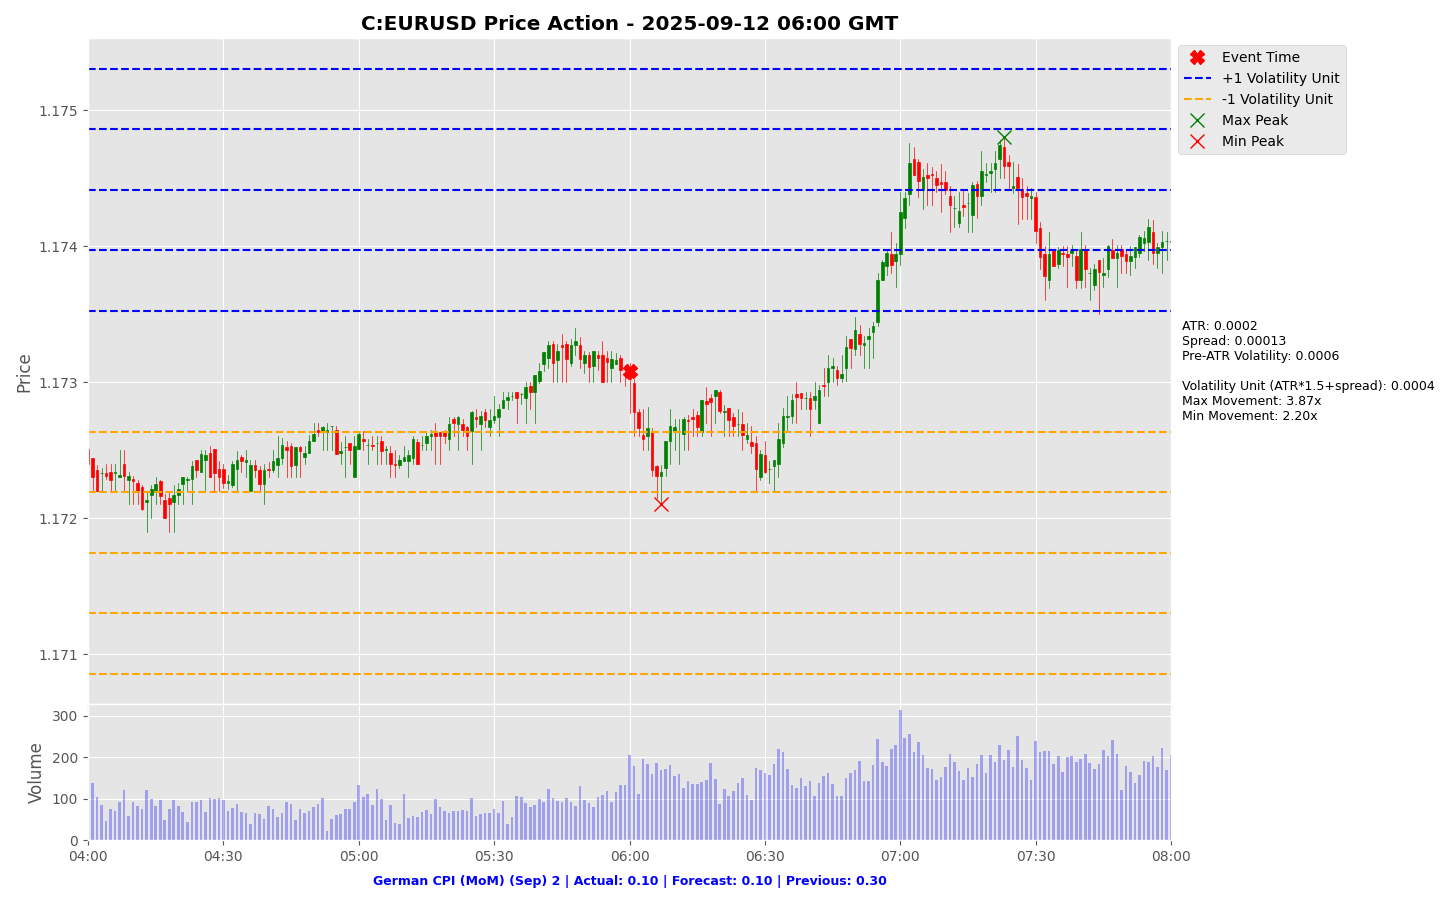 C:EURUSD Price Action - 2025-09-12 06:00 GMT
Event Time
+1 Volatility Unit
-1 Volatility Unit
Max Peak
Min Peak
Price
1.175
1.174
1.173
1.172
1.171
ATR: 0.0002
Spread: 0.00013
Pre-ATR Volatility: 0.0006
Volatility Unit (ATR*1.5+spread): 0.0004
Max Movement: 3.87x
Min Movement: 2.20x
Volume
300
200
100
0
04:00 04:30 05:00 05:30 06:00 06:30 07:00 07:30 08:00
German CPI (MoM) (Sep) 2 | Actual: 0.10 | Forecast: 0.10 | Previous: 0.30